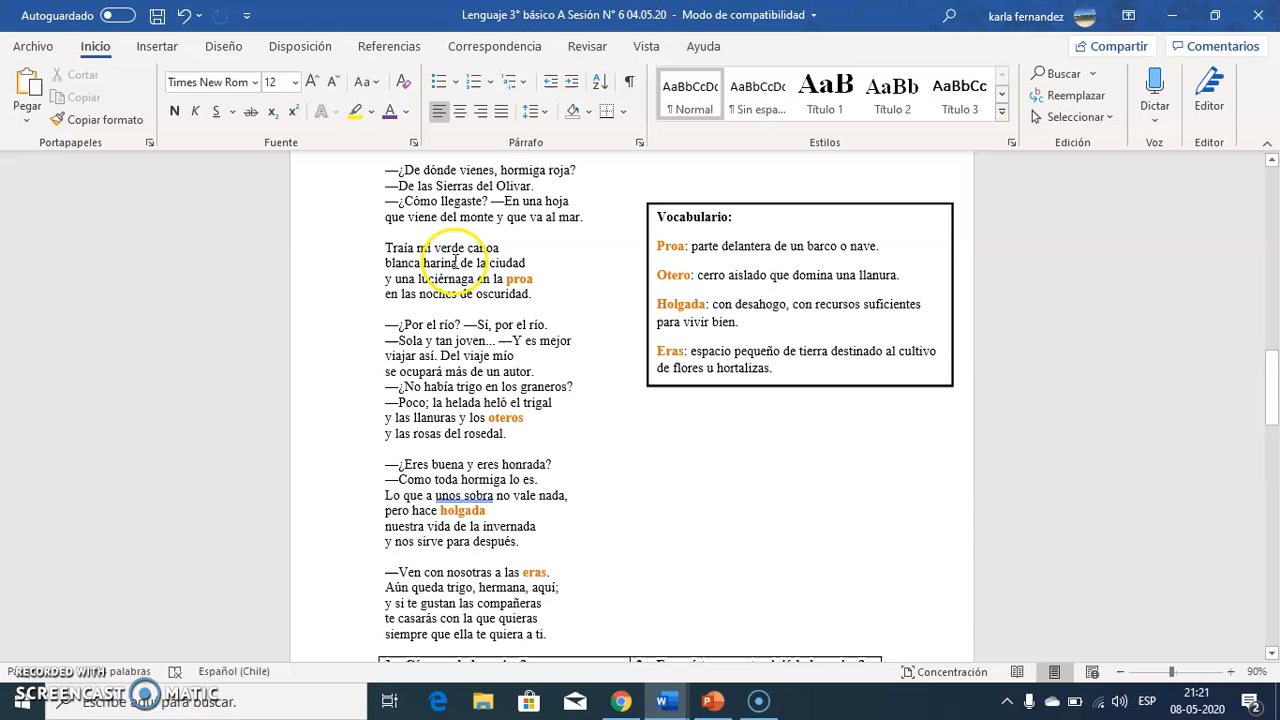 Autoguardado
Lenguaje 3° básico A Sesión N° 6 04.05.20 - Modo de compatibilidad
karla fernandez
Archivo Inicio Insertar Diseño Disposición Referencias Correspondencia Revisar Vista Ayuda
Compartir Comentarios
Pegar
Cortar
Copiar
Copiar formato
Portapapeles
Times New Rom 12
Fuente
Párrafo
AaBbCcDc AaBbCcDc AaB AaBbC AaBbCc
¶ Normal ¶ Sin espa... Título 1 Título 2 Título 3
Estilos
Buscar
Reemplazar
Seleccionar
Edición
Dictar
Voz
Editor
Editor
—¿De dónde vienes, hormiga roja?
—De las Sierras del Olivar.
—¿Cómo llegaste? —En una hoja
que viene del monte y que va al mar.
Traía mi verde canoa
blanca harina de la ciudad
y una luciérnaga en la proa
en las noches de oscuridad.
—¿Por el río? —Sí, por el río.
—Sola y tan joven... —Y es mejor
viajar así. Del viaje mío
se ocupará más de un autor.
—¿No había trigo en los graneros?
—Poco; la helada heló el trigal
y las llanuras y los oteros
y las rosas del rosedal.
—¿Eres buena y eres honrada?
—Como toda hormiga lo es.
Lo que a unos sobra no vale nada,
pero hace holgada
nuestra vida de la invernada
y nos sirve para después.
—Ven con nosotras a las eras.
Aún queda trigo, hermana, aquí;
y si te gustan las compañeras
te casarás con la que quieras
siempre que ella te quiera a ti.
Vocabulario:
Proa: parte delantera de un barco o nave.
Otero: cerro aislado que domina una llanura.
Holgada: con desahogo, con recursos suficientes
para vivir bien.
Eras: espacio pequeño de tierra destinado al cultivo
de flores u hortalizas.
palabras
Español (Chile)
Concentración
90%
RECORDED WITH
SCREENCAST MATIC
Escribe aquí para buscar.
ESP
21:21
8-05-2020
2